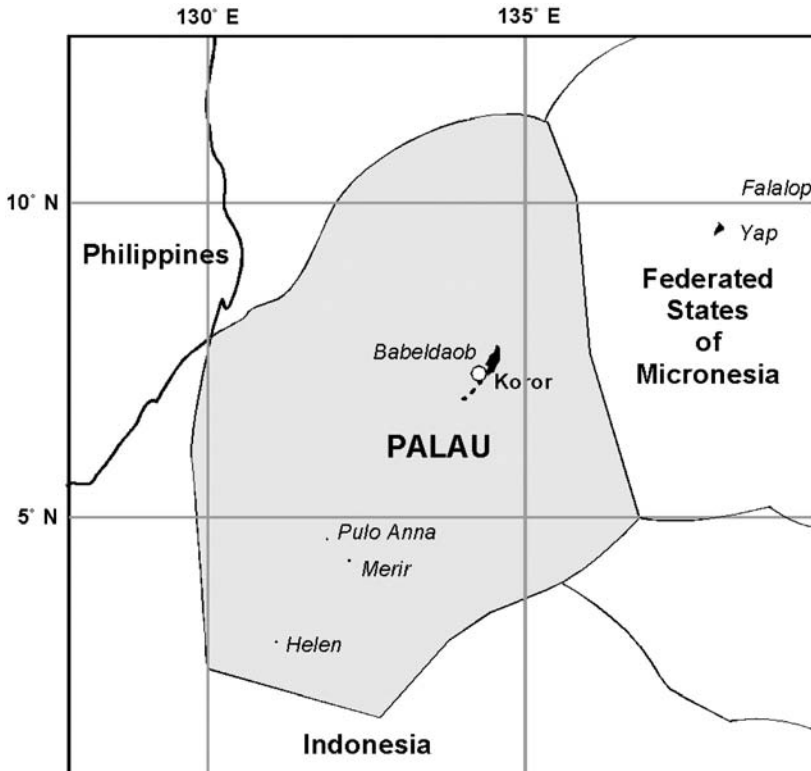 130° E
135° E
10° N
Falalop
Yap
Philippines
Federated
States
of
Micronesia
Babeldaob
Koror
PALAU
5° N
Pulo Anna
Merir
Helen
Indonesia